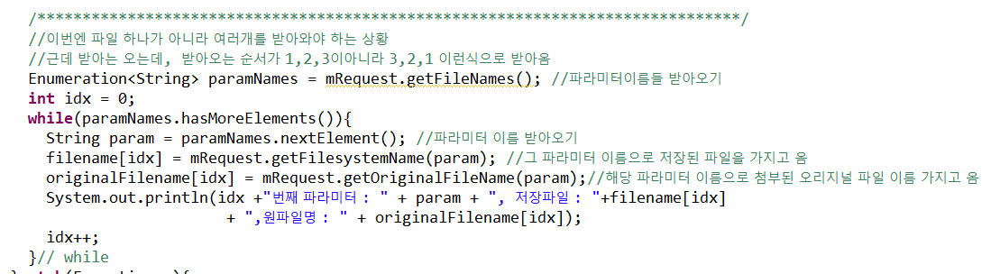 /******************************************************************************/
//이번엔 파일 하나가 아니라 여러개를 받아와야 하는 상황
//근데 받아는 오는데, 받아오는 순서가 1,2,3이아니라 3,2,1 이런식으로 받아옴
Enumeration<String> paramNames = mRequest.getFileNames(); //파라미터이름들 받아오기
int idx = 0;
while(paramNames.hasMoreElements()){
String param = paramNames.nextElement(); //파라미터 이름 받아오기
filename[idx] = mRequest.getFilesystemName(param); //그 파라미터 이름으로 저장된 파일을 가지고 옴
originalFilename[idx] = mRequest.getOriginalFileName(param);//해당 파라미터 이름으로 첨부된 오리지널 파일 이름 가지고 옴
System.out.println(idx +"번째 파라미터 : " + param + ", 저장파일 : "+filename[idx]
+ ",원파일명 : " + originalFilename[idx]);
idx++;
}// while